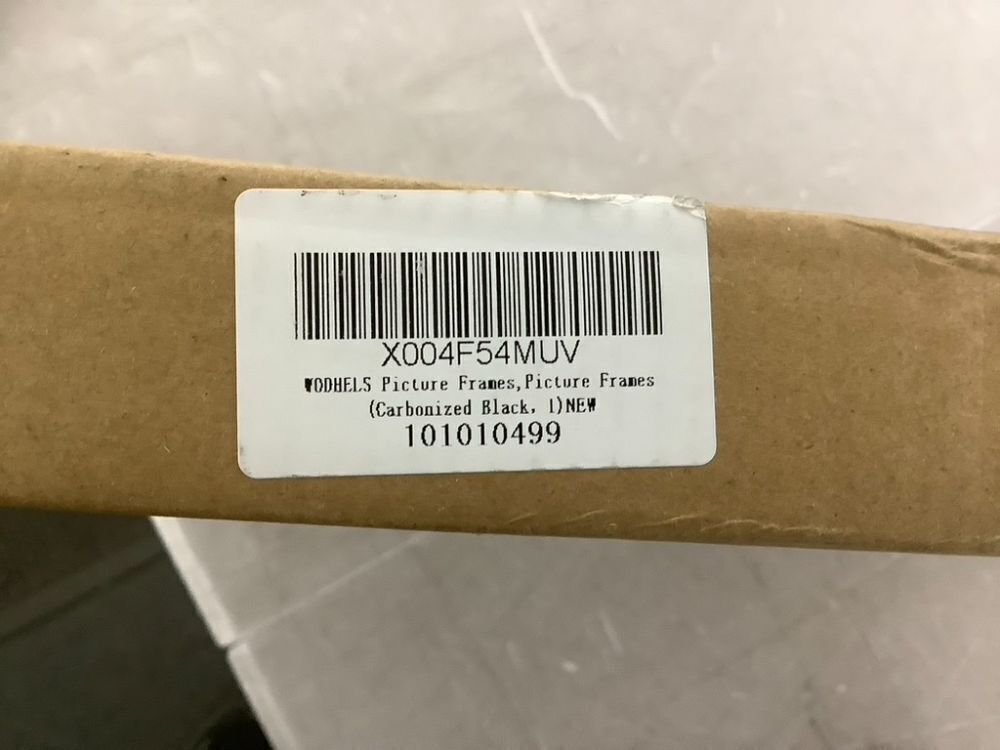 X004F54MUV
WODHELS Picture Frames,Picture Frames
(Carbonized Black, 1)NEW
101010499